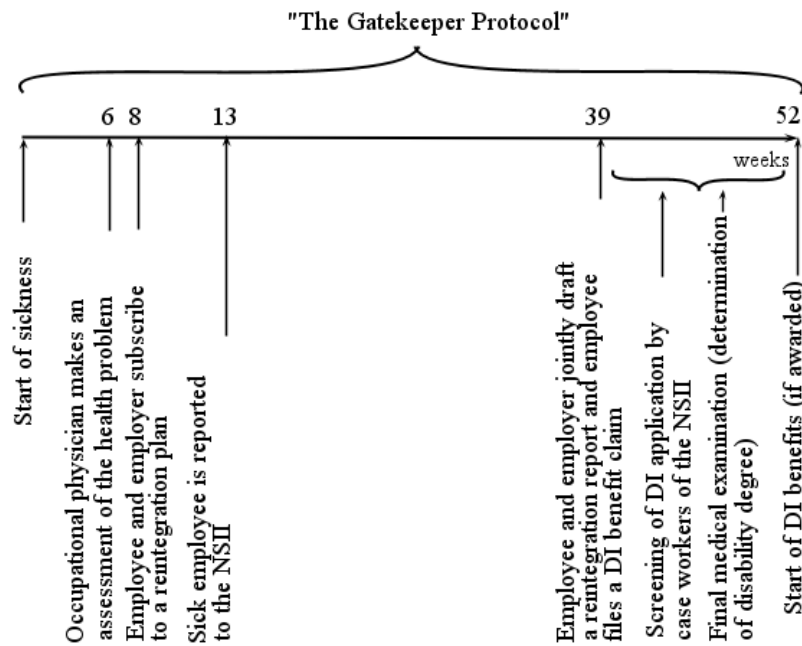 "The Gatekeeper Protocol"
6 8 13 39 52
weeks
Start of sickness
Occupational physician makes an
assessment of the health problem
Employee and employer subscribe
to a reintegration plan
Sick employee is reported
to the NSII
Employee and employer jointly draft
a reintegration report and employee
files a DI benefit claim
Screening of DI application by
case workers of the NSII
Final medical examination (determination
of disability degree)
Start of DI benefits (if awarded)